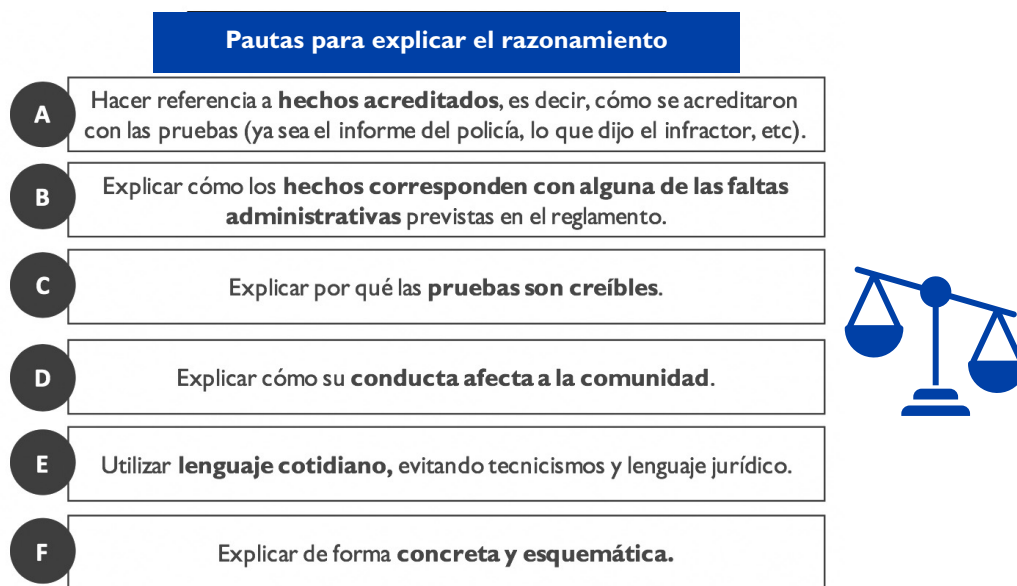 Pautas para explicar el razonamiento
A
Hacer referencia a hechos acreditados, es decir, cómo se acreditaron
con las pruebas (ya sea el informe del policía, lo que dijo el infractor, etc).
B
Explicar cómo los hechos corresponden con alguna de las faltas
administrativas previstas en el reglamento.
C
Explicar por qué las pruebas son creíbles.
D
Explicar cómo su conducta afecta a la comunidad.
E
Utilizar lenguaje cotidiano, evitando tecnicismos y lenguaje jurídico.
F
Explicar de forma concreta y esquemática.